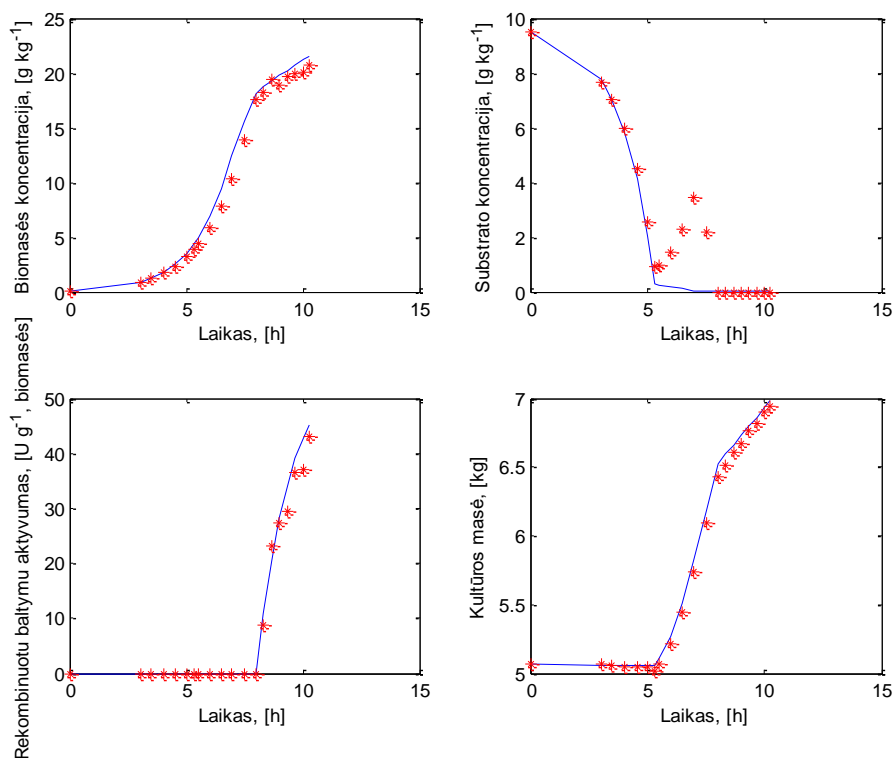 Biomasės koncentracija, [g kg-1]
25
20
15
10
5
0
0 5 10 15
Laikas, [h]
Substrato koncentracija, [g kg-1]
10
8
6
4
2
0
0 5 10 15
Laikas, [h]
Rekombinuotu baltymu aktyvumas, [U g-1, biomasės]
50
40
30
20
10
0
0 5 10 15
Laikas, [h]
Kultūros masė, [kg]
7
6.5
6
5.5
5
0 5 10 15
Laikas, [h]